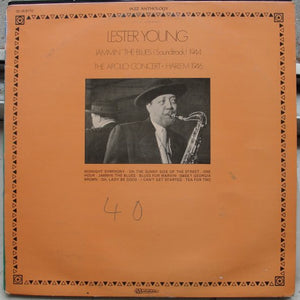 JAZZ ANTHOLOGY
LESTER YOUNG
JAMMIN' THE BLUES (Soundtrack) 1944
THE APOLLO CONCERT - HARLEM 1946
MIDNIGHT SYMPHONY - ON THE SUNNY SIDE OF THE STREET - ONE
HOUR - JAMMIN THE BLUES - BLUES FOR MARVIN - SWEET GEORGIA
BROWN - OH, LADY BE GOOD - I CAN'T GET STARTED - TEA FOR TWO
40